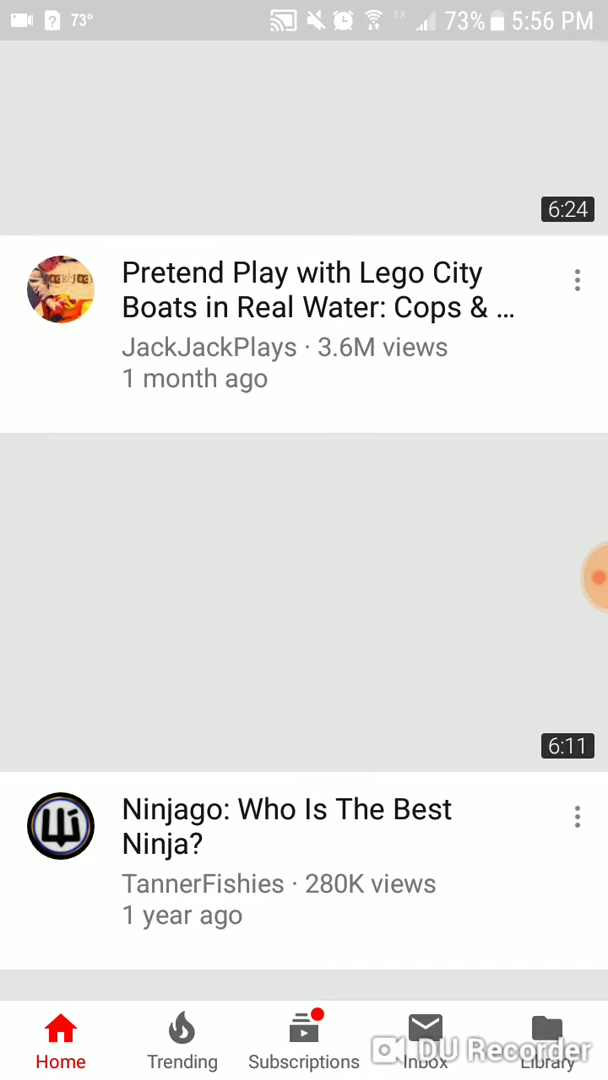 73° 1X 73% 5:56 PM
6:24
Pretend Play with Lego City
Boats in Real Water: Cops & ...
JackJackPlays · 3.6M views
1 month ago
6:11
Ninjago: Who Is The Best
Ninja?
TannerFishies · 280K views
1 year ago
Home Trending Subscriptions Inbox Library
DU Recorder